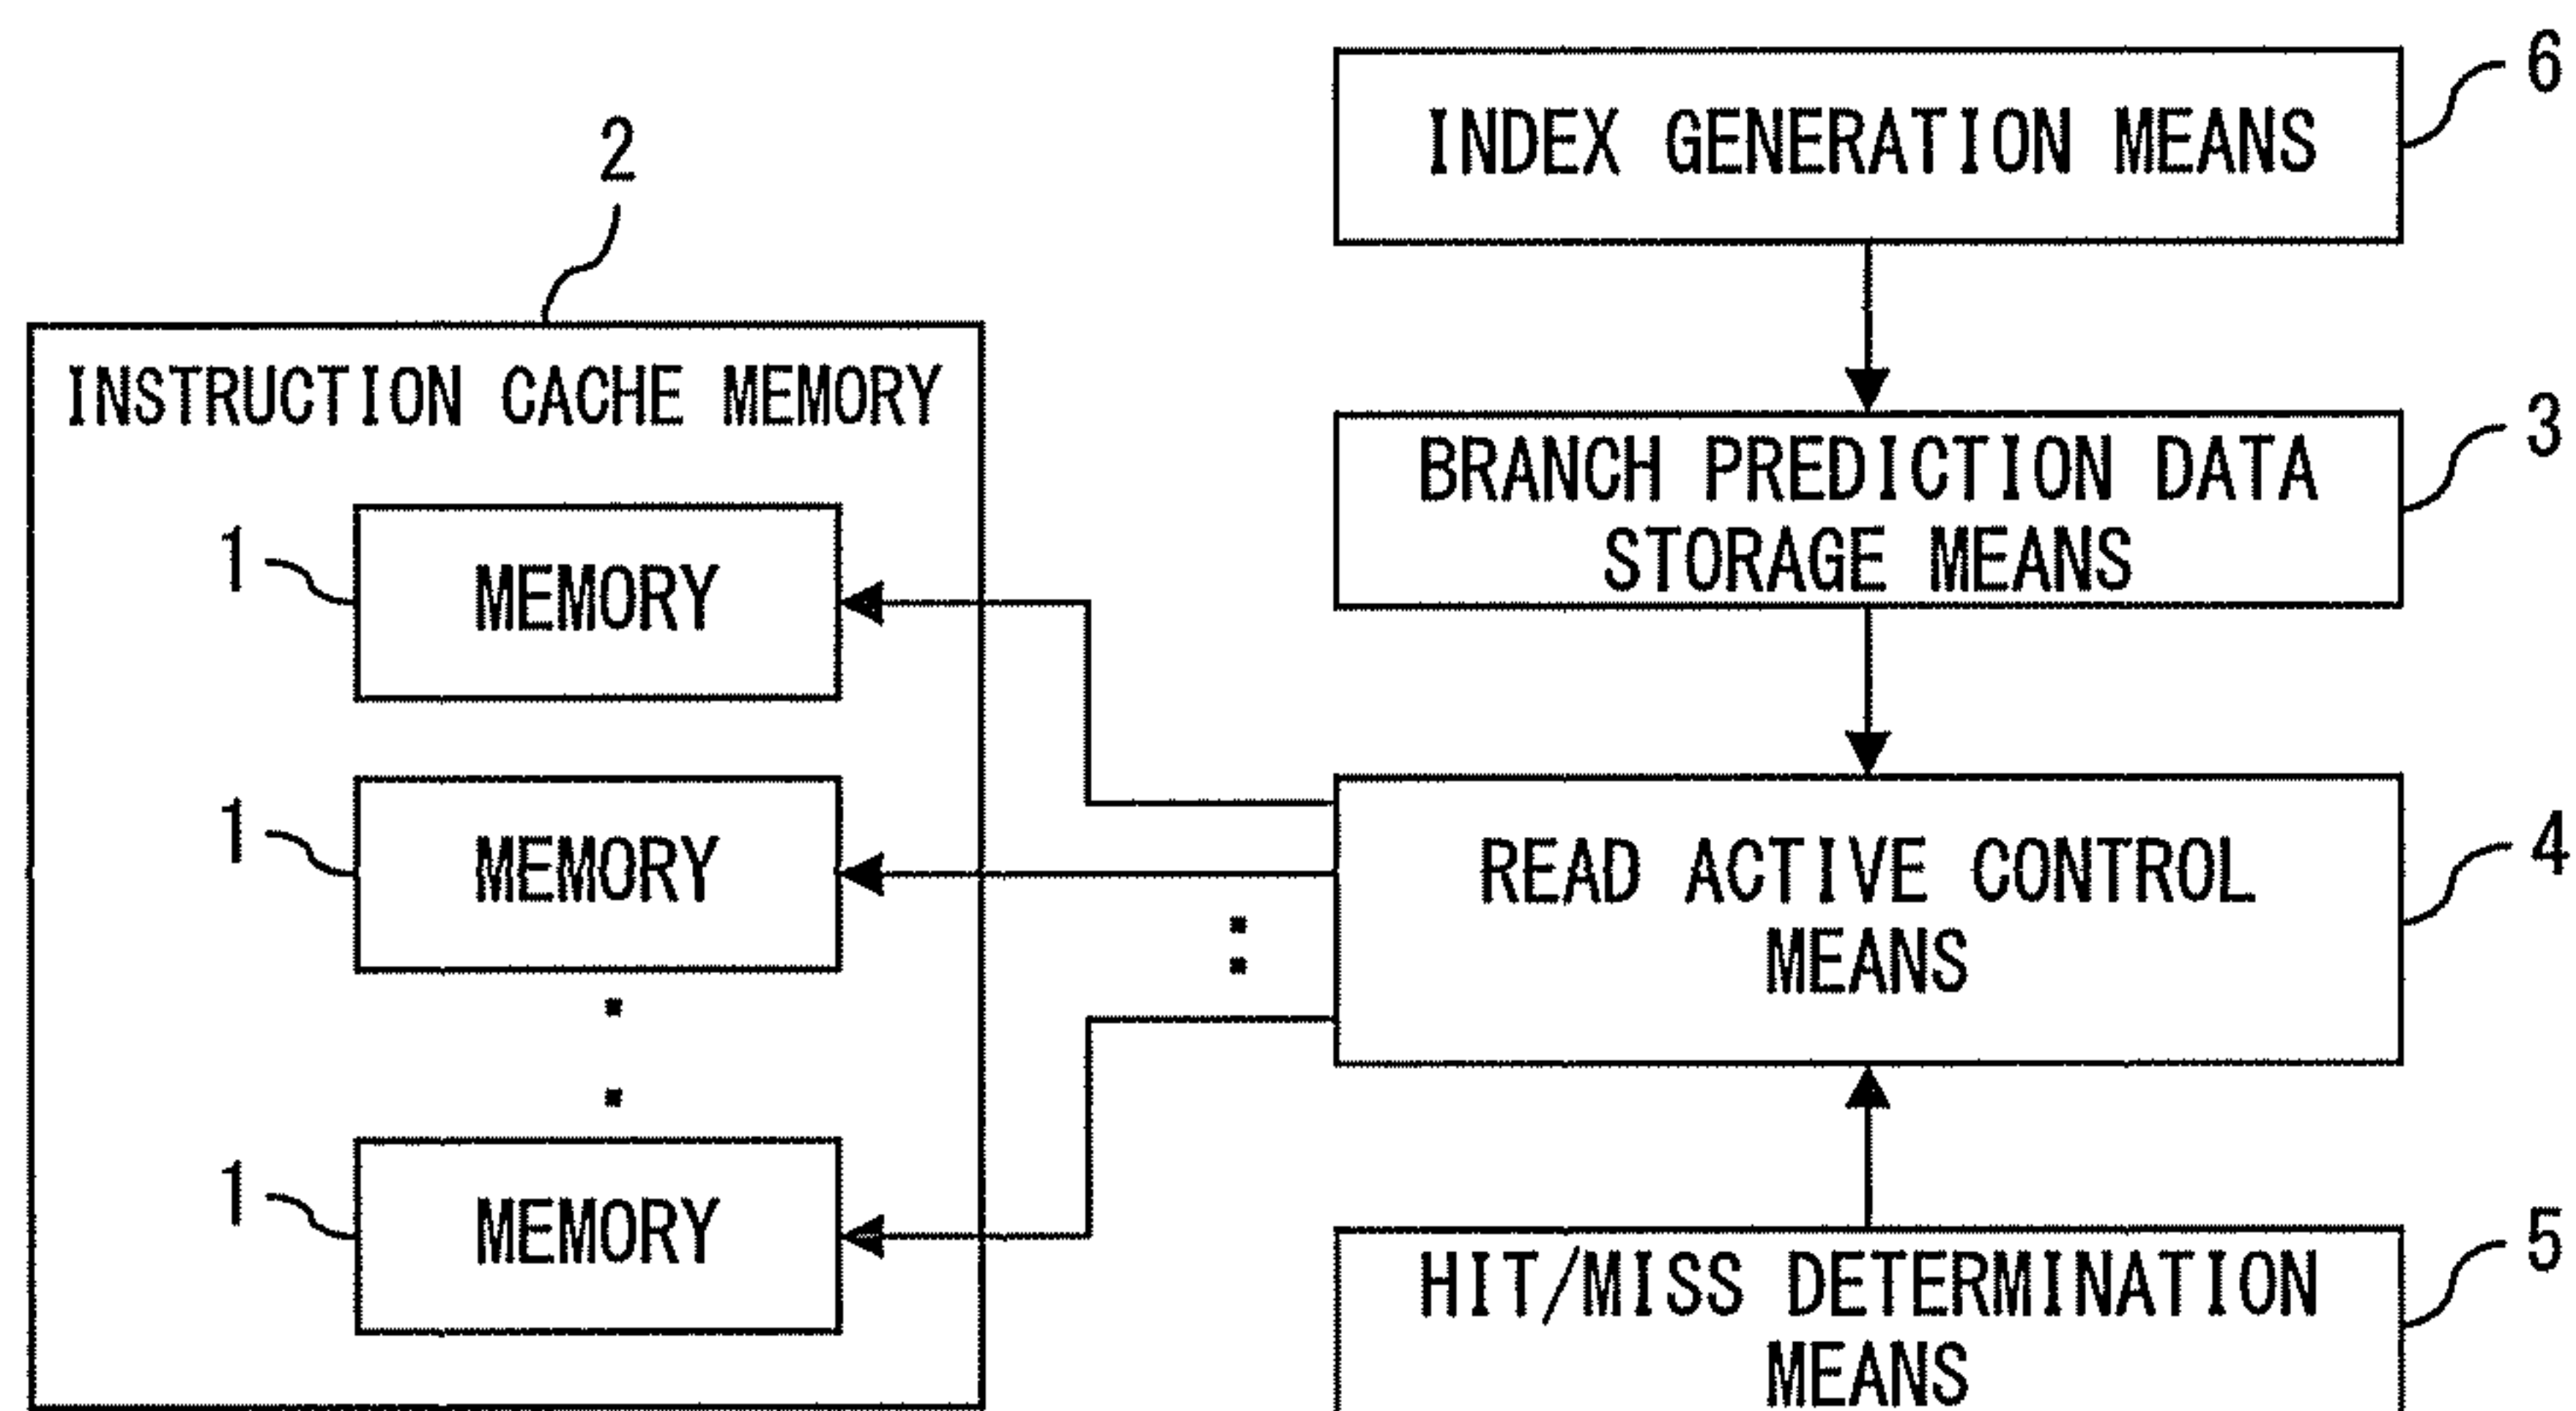 6
INDEX GENERATION MEANS
2
INSTRUCTION CACHE MEMORY
3
BRANCH PREDICTION DATA
STORAGE MEANS
1
MEMORY
1
MEMORY
4
READ ACTIVE CONTROL
MEANS
1
MEMORY
5
HIT/MISS DETERMINATION
MEANS